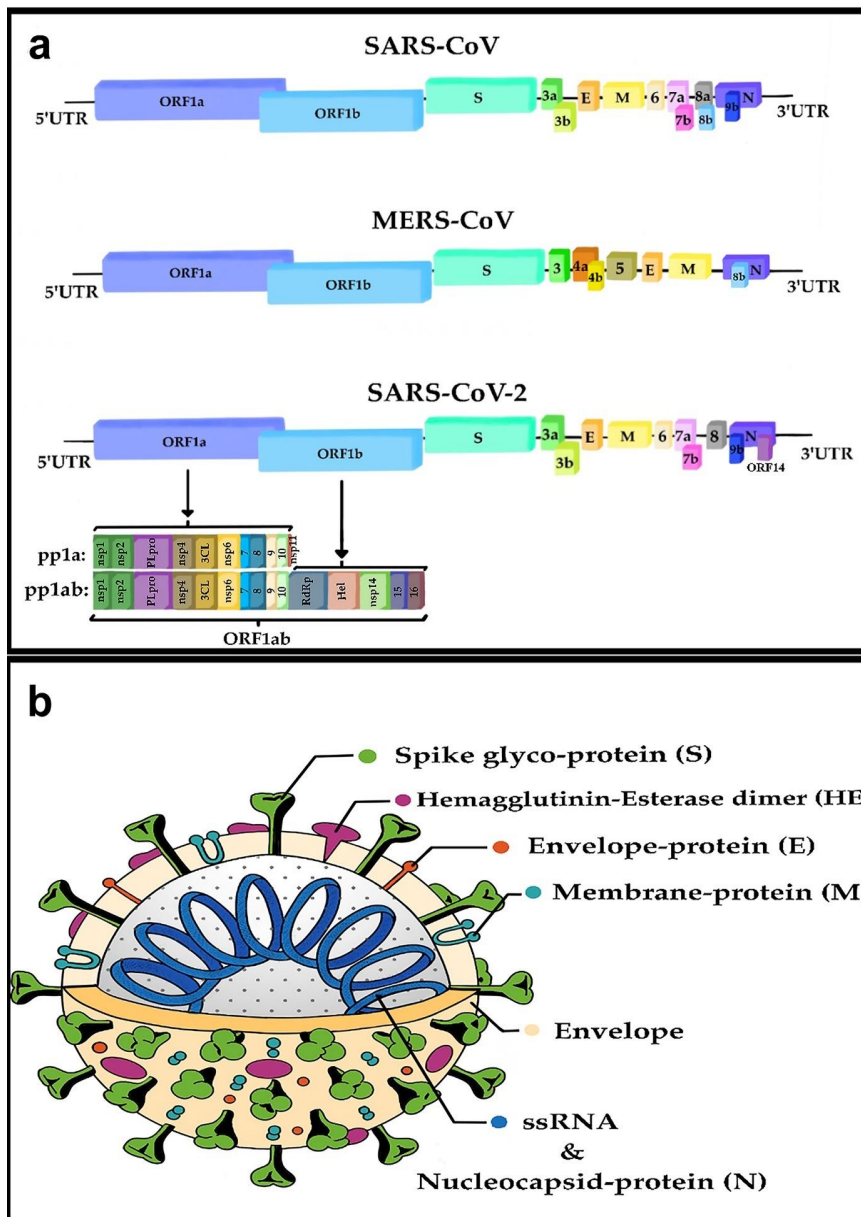 a
SARS-CoV
5'UTR ORF1a ORF1b S 3a 3b E M 6 7a 7b 8a 8b 9b N 3'UTR
MERS-CoV
5'UTR ORF1a ORF1b S 3 4a 4b 5 E M 8b N 3'UTR
SARS-CoV-2
5'UTR ORF1a ORF1b S 3a 3b E M 6 7a 7b 8 9b N ORF14 3'UTR
pp1a: nsp1 nsp2 PLpro nsp4 3CL nsp6 7 8 9 10 nsp11
pp1ab: nsp1 nsp2 PLpro nsp4 3CL nsp6 7 8 9 10 RdRp Hel nsp14 15 16
ORF1ab
b
Spike glyco-protein (S)
Hemagglutinin-Esterase dimer (HE
Envelope-protein (E)
Membrane-protein (M
Envelope
ssRNA
&
Nucleocapsid-protein (N)